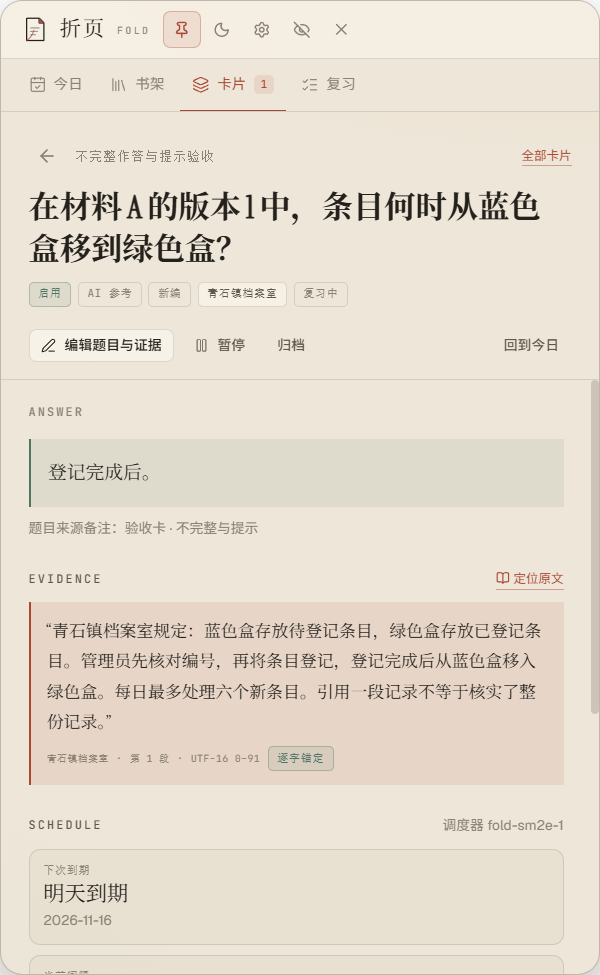 折页 FOLD
今日 书架 卡片 1 复习
不完整作答与提示验收 全部卡片
在材料A的版本1中，条目何时从蓝色
盒移到绿色盒？
启用 AI 参考 新编 青石镇档案室 复习中
编辑题目与证据 暂停 归档 回到今日
ANSWER
登记完成后。
题目来源备注：验收卡 · 不完整与提示
EVIDENCE 定位原文
“青石镇档案室规定：蓝色盒存放待登记条目，绿色盒存放已登记条
目。管理员先核对编号，再将条目登记，登记完成后从蓝色盒移入
绿色盒。每日最多处理六个新条目。引用一段记录不等于核实了整
份记录。”
青石镇档案室 · 第 1 段 · UTF-16 0–91 逐字锚定
SCHEDULE 调度器 fold-sm2e-1
下次到期
明天到期
2026-11-16